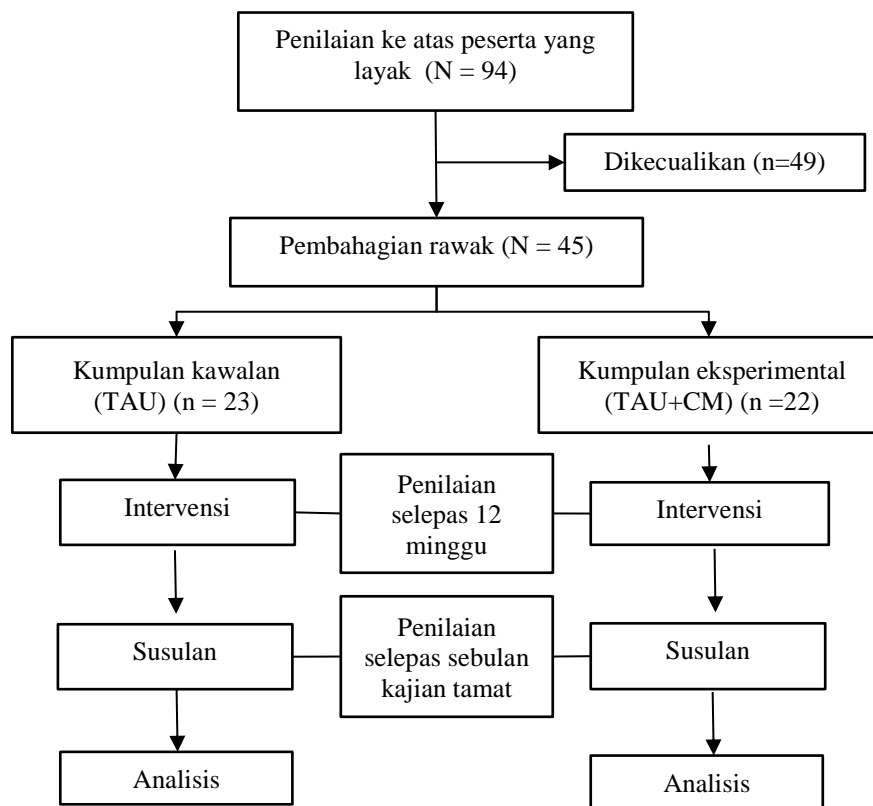 Penilaian ke atas peserta yang
layak (N = 94)
Dikecualikan (n=49)
Pembahagian rawak (N = 45)
Kumpulan kawalan
(TAU) (n = 23)
Kumpulan eksperimental
(TAU+CM) (n =22)
Intervensi
Penilaian
selepas 12
minggu
Intervensi
Susulan
Penilaian
selepas sebulan
kajian tamat
Susulan
Analisis
Analisis